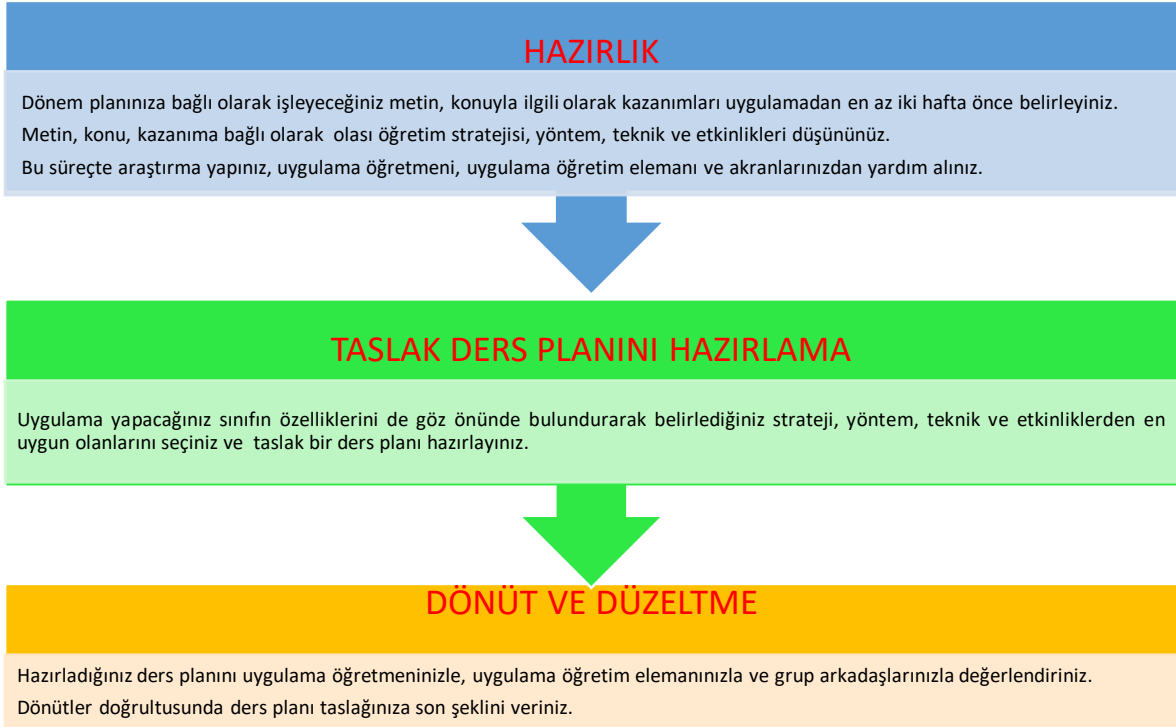 HAZIRLIK
Dönem planınıza bağlı olarak işleyeceğiniz metin, konuyla ilgili olarak kazanımları uygulamadan en az iki hafta önce belirleyiniz.
Metin, konu, kazanıma bağlı olarak olası öğretim stratejisi, yöntem, teknik ve etkinlikleri düşününüz.
Bu süreçte araştırma yapınız, uygulama öğretmeni, uygulama öğretim elemanı ve akranlarınızdan yardım alınız.
TASLAK DERS PLANINI HAZIRLAMA
Uygulama yapacağınız sınıfın özelliklerini de göz önünde bulundurarak belirlediğiniz strateji, yöntem, teknik ve etkinliklerden en
uygun olanlarını seçiniz ve taslak bir ders planı hazırlayınız.
DÖNÜT VE DÜZELTME
Hazırladığınız ders planını uygulama öğretmeninizle, uygulama öğretim elemanınızla ve grup arkadaşlarınızla değerlendiriniz.
Dönütler doğrultusunda ders planı taslağınıza son şeklini veriniz.